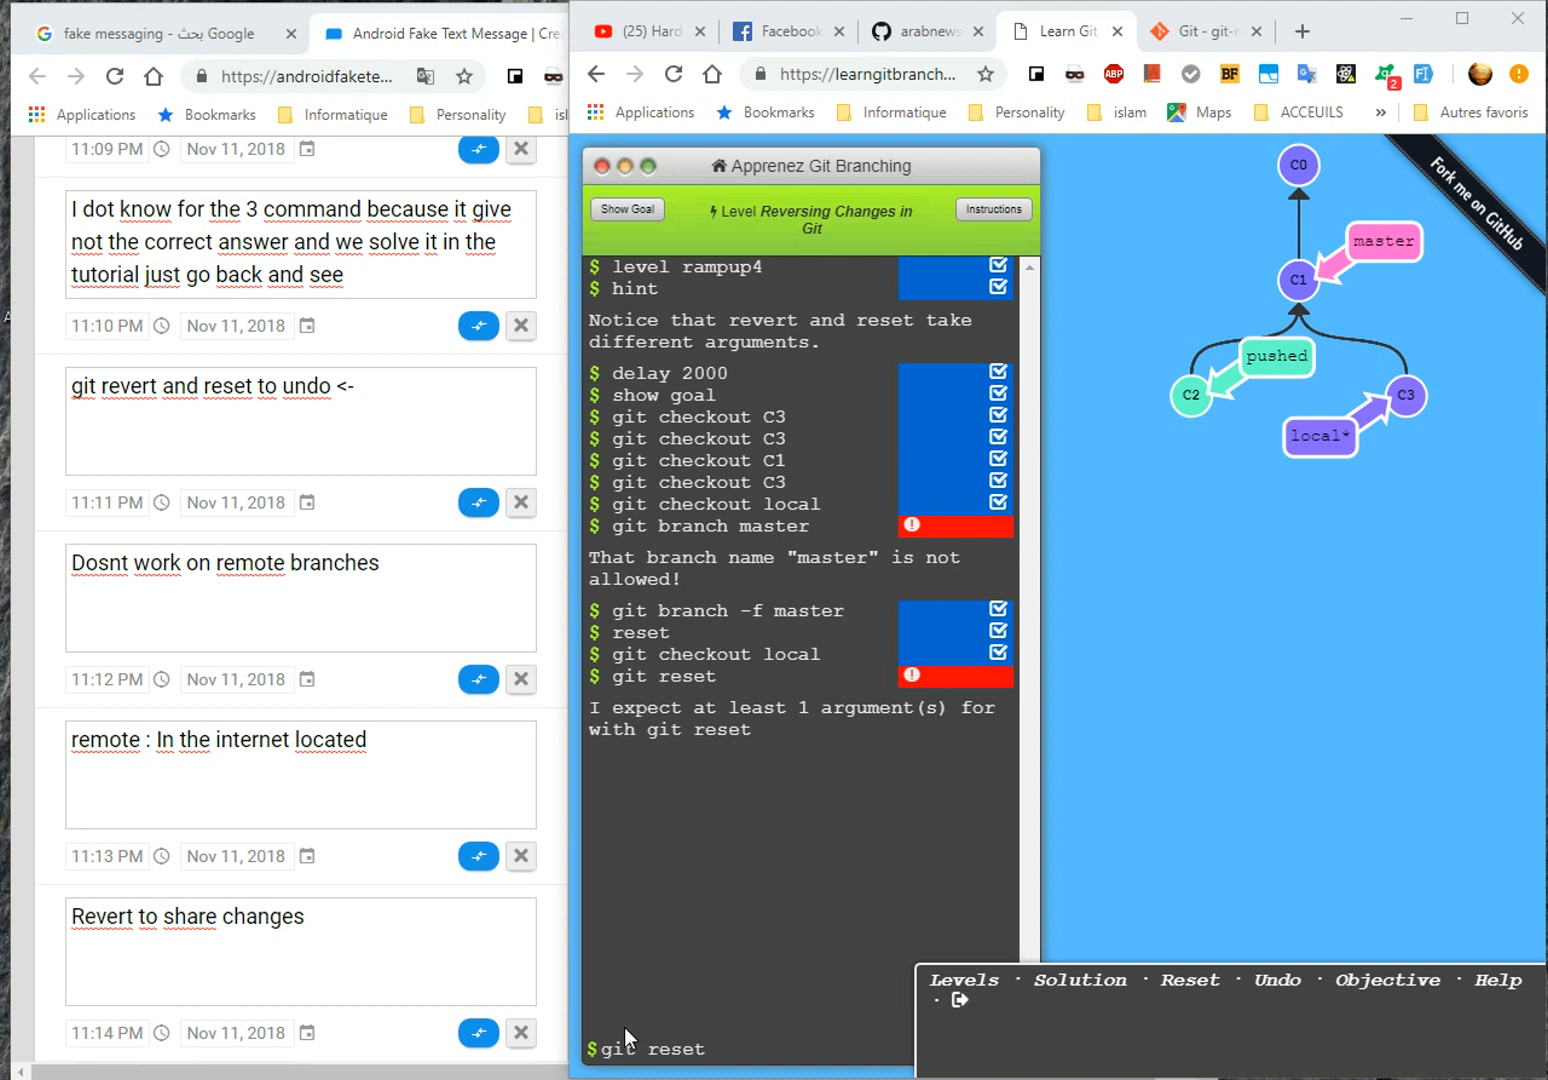 fake messaging - بحث Google
Android Fake Text Message | Cre
https://androidfakete...
Applications
Bookmarks
Informatique
Personality
isl
11:09 PM
Nov 11, 2018
I dot know for the 3 command because it give
not the correct answer and we solve it in the
tutorial just go back and see
11:10 PM
Nov 11, 2018
git revert and reset to undo <-
11:11 PM
Nov 11, 2018
Dosnt work on remote branches
11:12 PM
Nov 11, 2018
remote : In the internet located
11:13 PM
Nov 11, 2018
Revert to share changes
11:14 PM
Nov 11, 2018
(25) Hard
Facebook
arabnews
Learn Git
Git - git-r
https://learngitbranch...
ABP
BF
2
Applications
Bookmarks
Informatique
Personality
islam
Maps
ACCEUILS
»
Autres favoris
Apprenez Git Branching
Show Goal
Level Reversing Changes in
Git
Instructions
$ level rampup4
$ hint
Notice that revert and reset take
different arguments.
$ delay 2000
$ show goal
$ git checkout C3
$ git checkout C3
$ git checkout C1
$ git checkout C3
$ git checkout local
$ git branch master
That branch name "master" is not
allowed!
$ git branch -f master
$ reset
$ git checkout local
$ git reset
I expect at least 1 argument(s) for
with git reset
$git reset
C0
Fork me on GitHub
master
C1
pushed
C2
C3
local*
Levels · Solution · Reset · Undo · Objective · Help
·